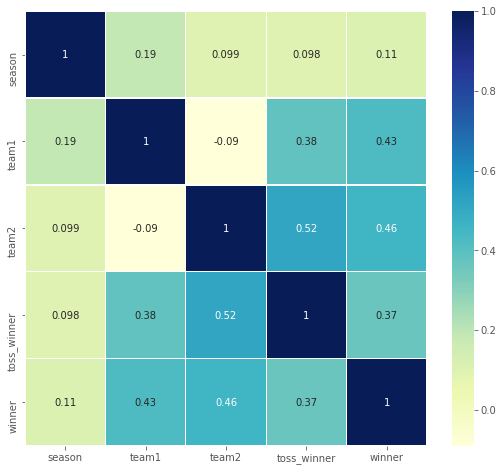 1.0
season 1 0.19 0.099 0.098 0.11
0.8
team1 0.19 1 -0.09 0.38 0.43
0.6
team2 0.099 -0.09 1 0.52 0.46
0.4
toss_winner 0.098 0.38 0.52 1 0.37
0.2
winner 0.11 0.43 0.46 0.37 1
0.0
season team1 team2 toss_winner winner